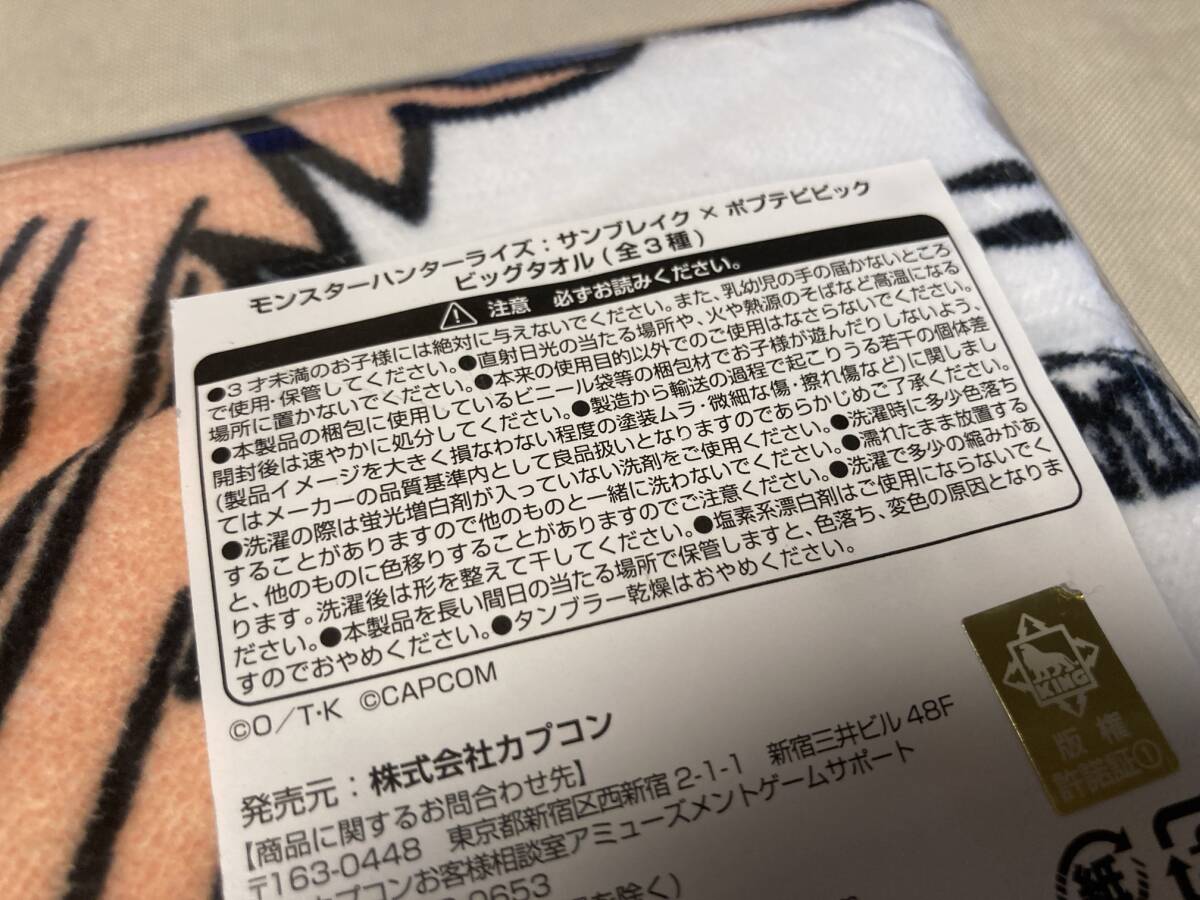 モンスターハンターライズ：サンブレイク × ポプテピピック
ビッグタオル（全３種）
注意 必ずお読みください。
●３才未満のお子様には絶対に与えないでください。また、乳幼児の手の届かないところ
で使用・保管してください。●直射日光の当たる場所や、火や熱源のそばなど高温になる
場所に置かないでください。●本来の使用目的以外でのご使用はなさらないでください。
●本製品の梱包に使用しているビニール袋等の梱包材でお子様が遊んだりしないよう、
開封後は速やかに処分してください。●製造から輸送の過程で起こりうる若干の個体差
（製品イメージを大きく損なわない程度の塗装ムラ・微細な傷・擦れ傷など）に関しまし
てはメーカーの品質基準内として良品扱いとなりますのであらかじめご了承ください。
●洗濯の際は蛍光増白剤が入っていない洗剤をご使用ください。●洗濯時に多少色落ち
することがありますので他のものと一緒に洗わないでください。●濡れたまま放置する
と、他のものに色移りすることがありますのでご注意ください。●洗濯で多少の縮みがあ
ります。洗濯後は形を整えて干してください。●塩素系漂白剤はご使用にならないでく
ださい。●本製品を長い間日の当たる場所で保管しますと、色落ち、変色の原因となりま
すのでおやめください。●タンブラー乾燥はおやめください。
©O／T・K ©CAPCOM
発売元：株式会社カプコン
【商品に関するお問合わせ先】
〒163-0448 東京都新宿区西新宿2-1-1 新宿三井ビル48F
カプコンお客様相談室アミューズメントゲームサポート
0653
を除く）
KING
版権
許諾証①
紙